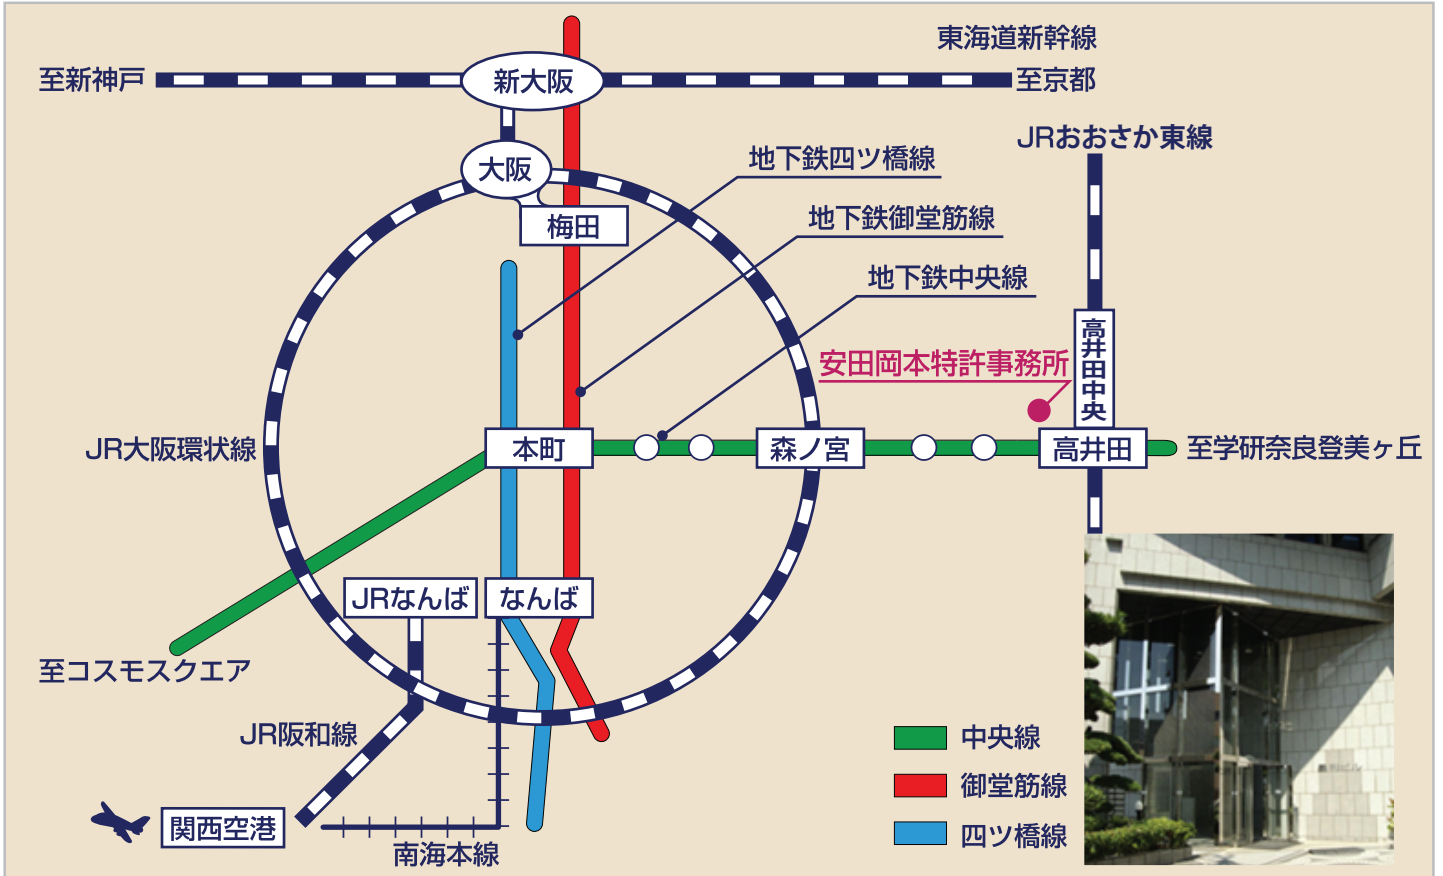 東海道新幹線
至新神戸
新大阪
至京都
JRおおさか東線
大阪
地下鉄四ツ橋線
梅田
地下鉄御堂筋線
地下鉄中央線
高井田中央
安田岡本特許事務所
JR大阪環状線
本町
森ノ宮
高井田
至学研奈良登美ヶ丘
JRなんば
なんば
至コスモスクエア
JR阪和線
関西空港
南海本線
中央線
御堂筋線
四ツ橋線